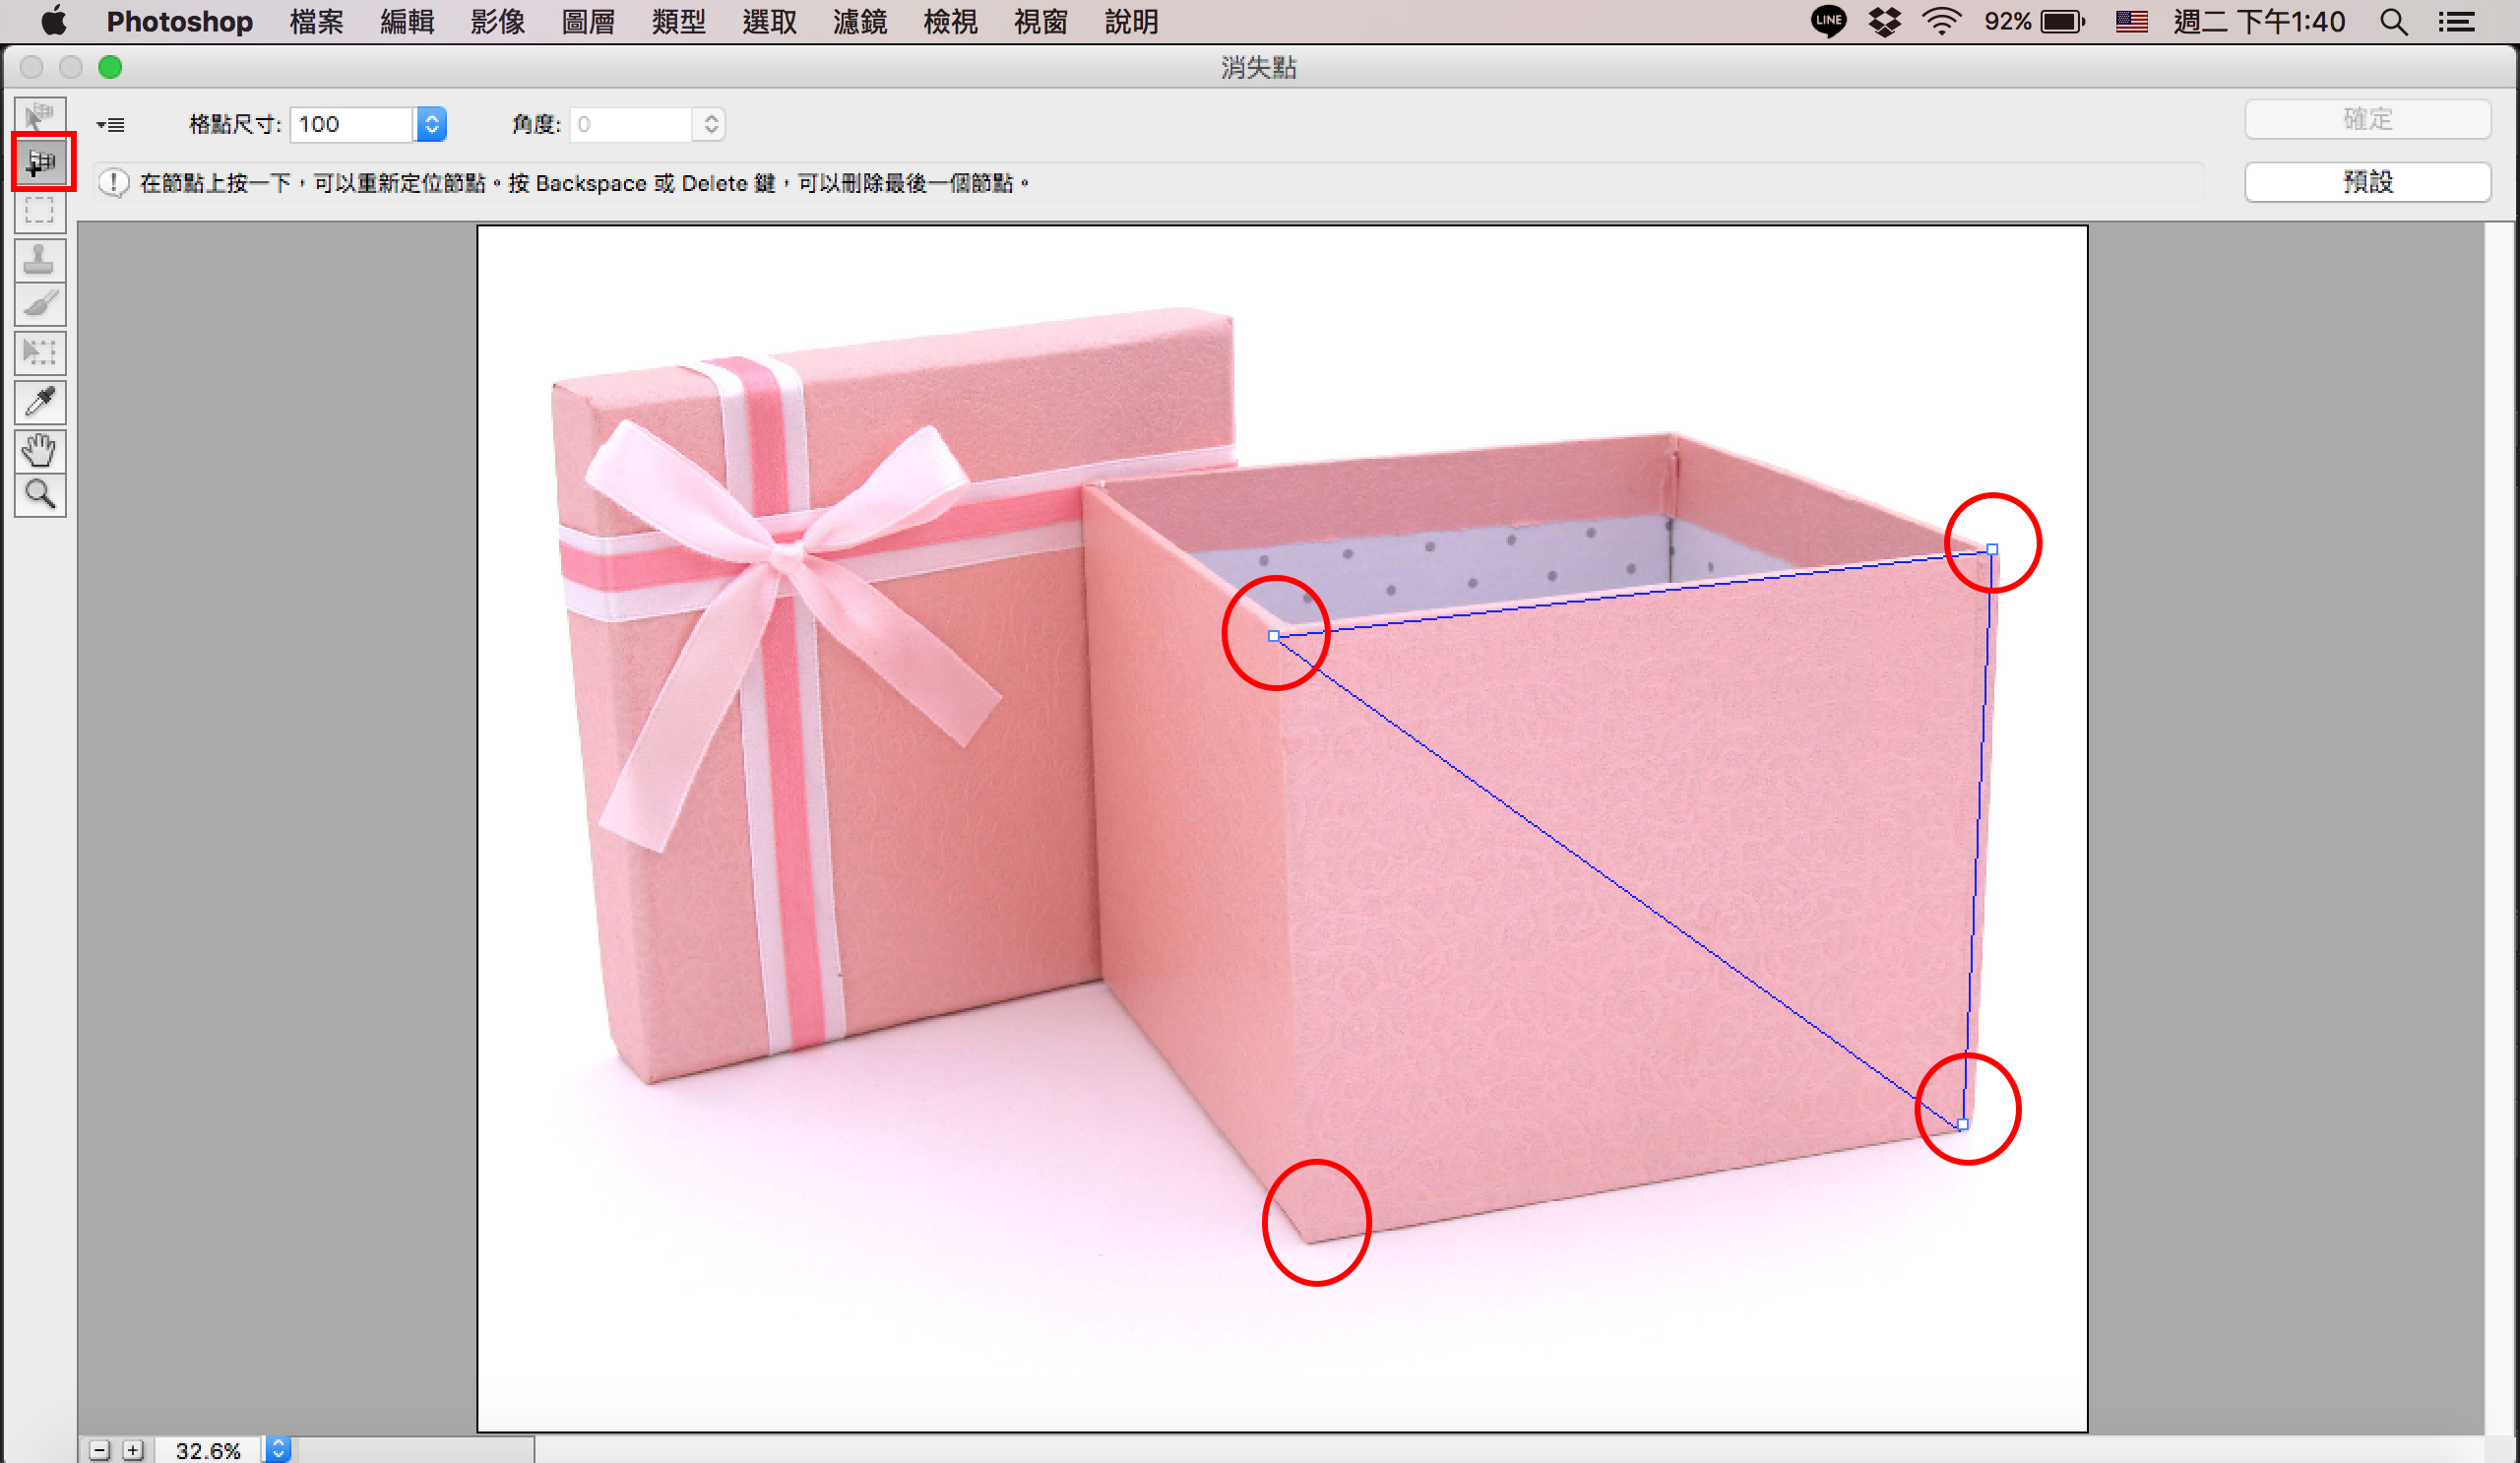 Photoshop 檔案 編輯 影像 圖層 類型 選取 濾鏡 檢視 視窗 說明 LINE 92% 週二 下午1:40
消失點
格點尺寸: 100 角度: 0 確定
在節點上按一下，可以重新定位節點。按 Backspace 或 Delete 鍵，可以刪除最後一個節點。 預設
32.6%